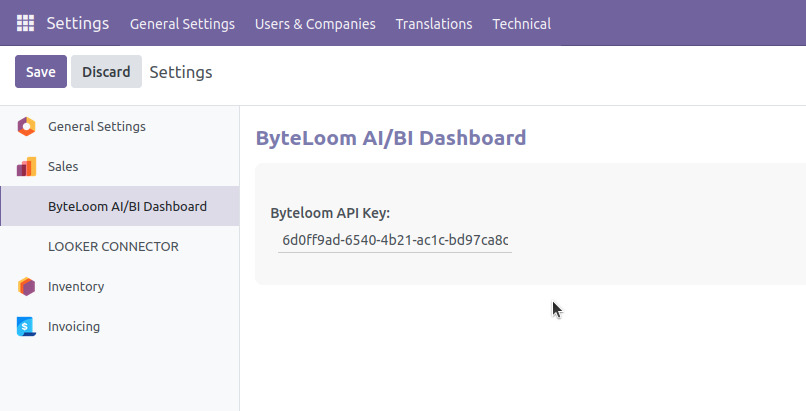 Settings General Settings Users & Companies Translations Technical
Save Discard Settings
General Settings
Sales
ByteLoom AI/BI Dashboard
LOOKER CONNECTOR
Inventory
Invoicing
ByteLoom AI/BI Dashboard
Byteloom API Key:
6d0ff9ad-6540-4b21-ac1c-bd97ca8c